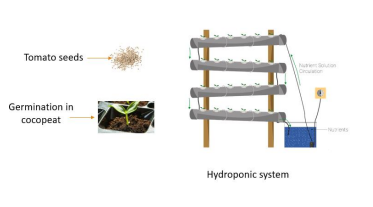 Tomato seeds
Germination in
cocopeat
Nutrient Solution
Circulation
Nutrients
Hydroponic system